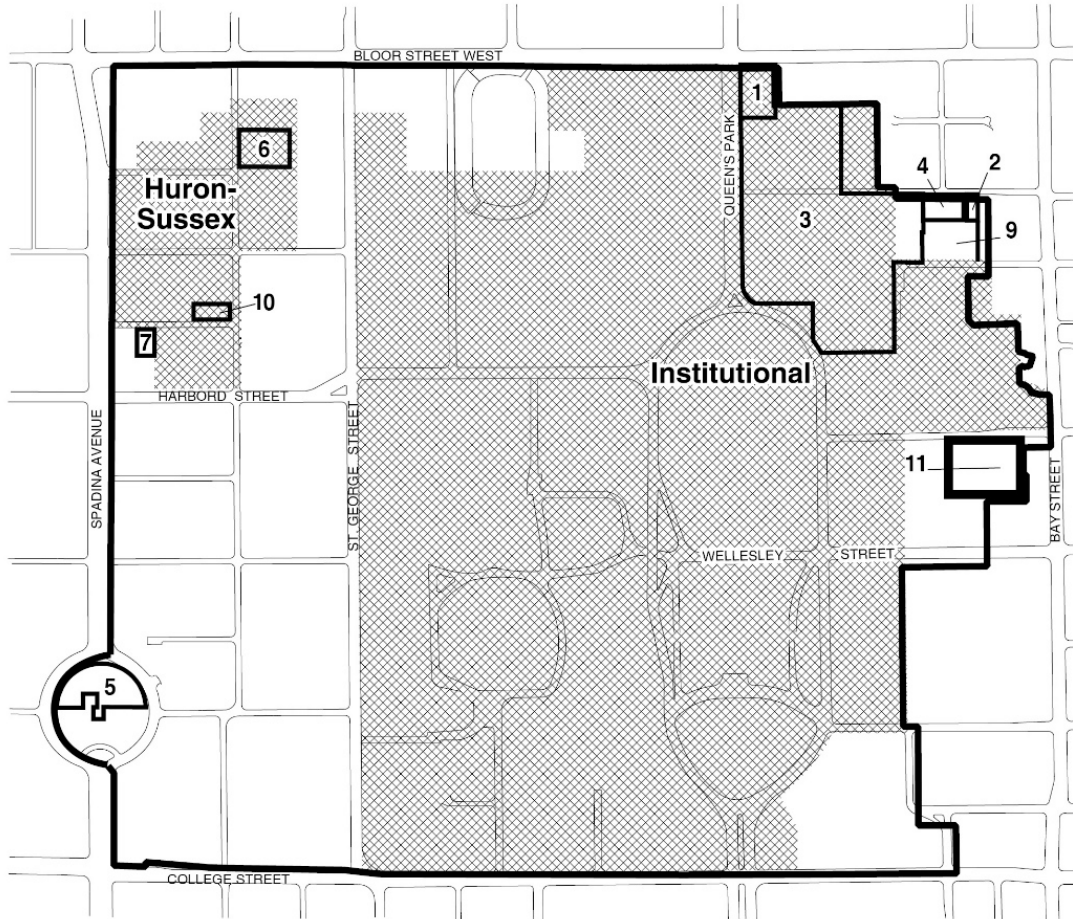 BLOOR STREET WEST
1
QUEEN'S PARK
6
4
2
Huron-
Sussex
3
9
10
7
Institutional
HARBORD STREET
SPADINA AVENUE
ST. GEORGE STREET
11
BAY STREET
WELLESLEY STREET
5
COLLEGE STREET